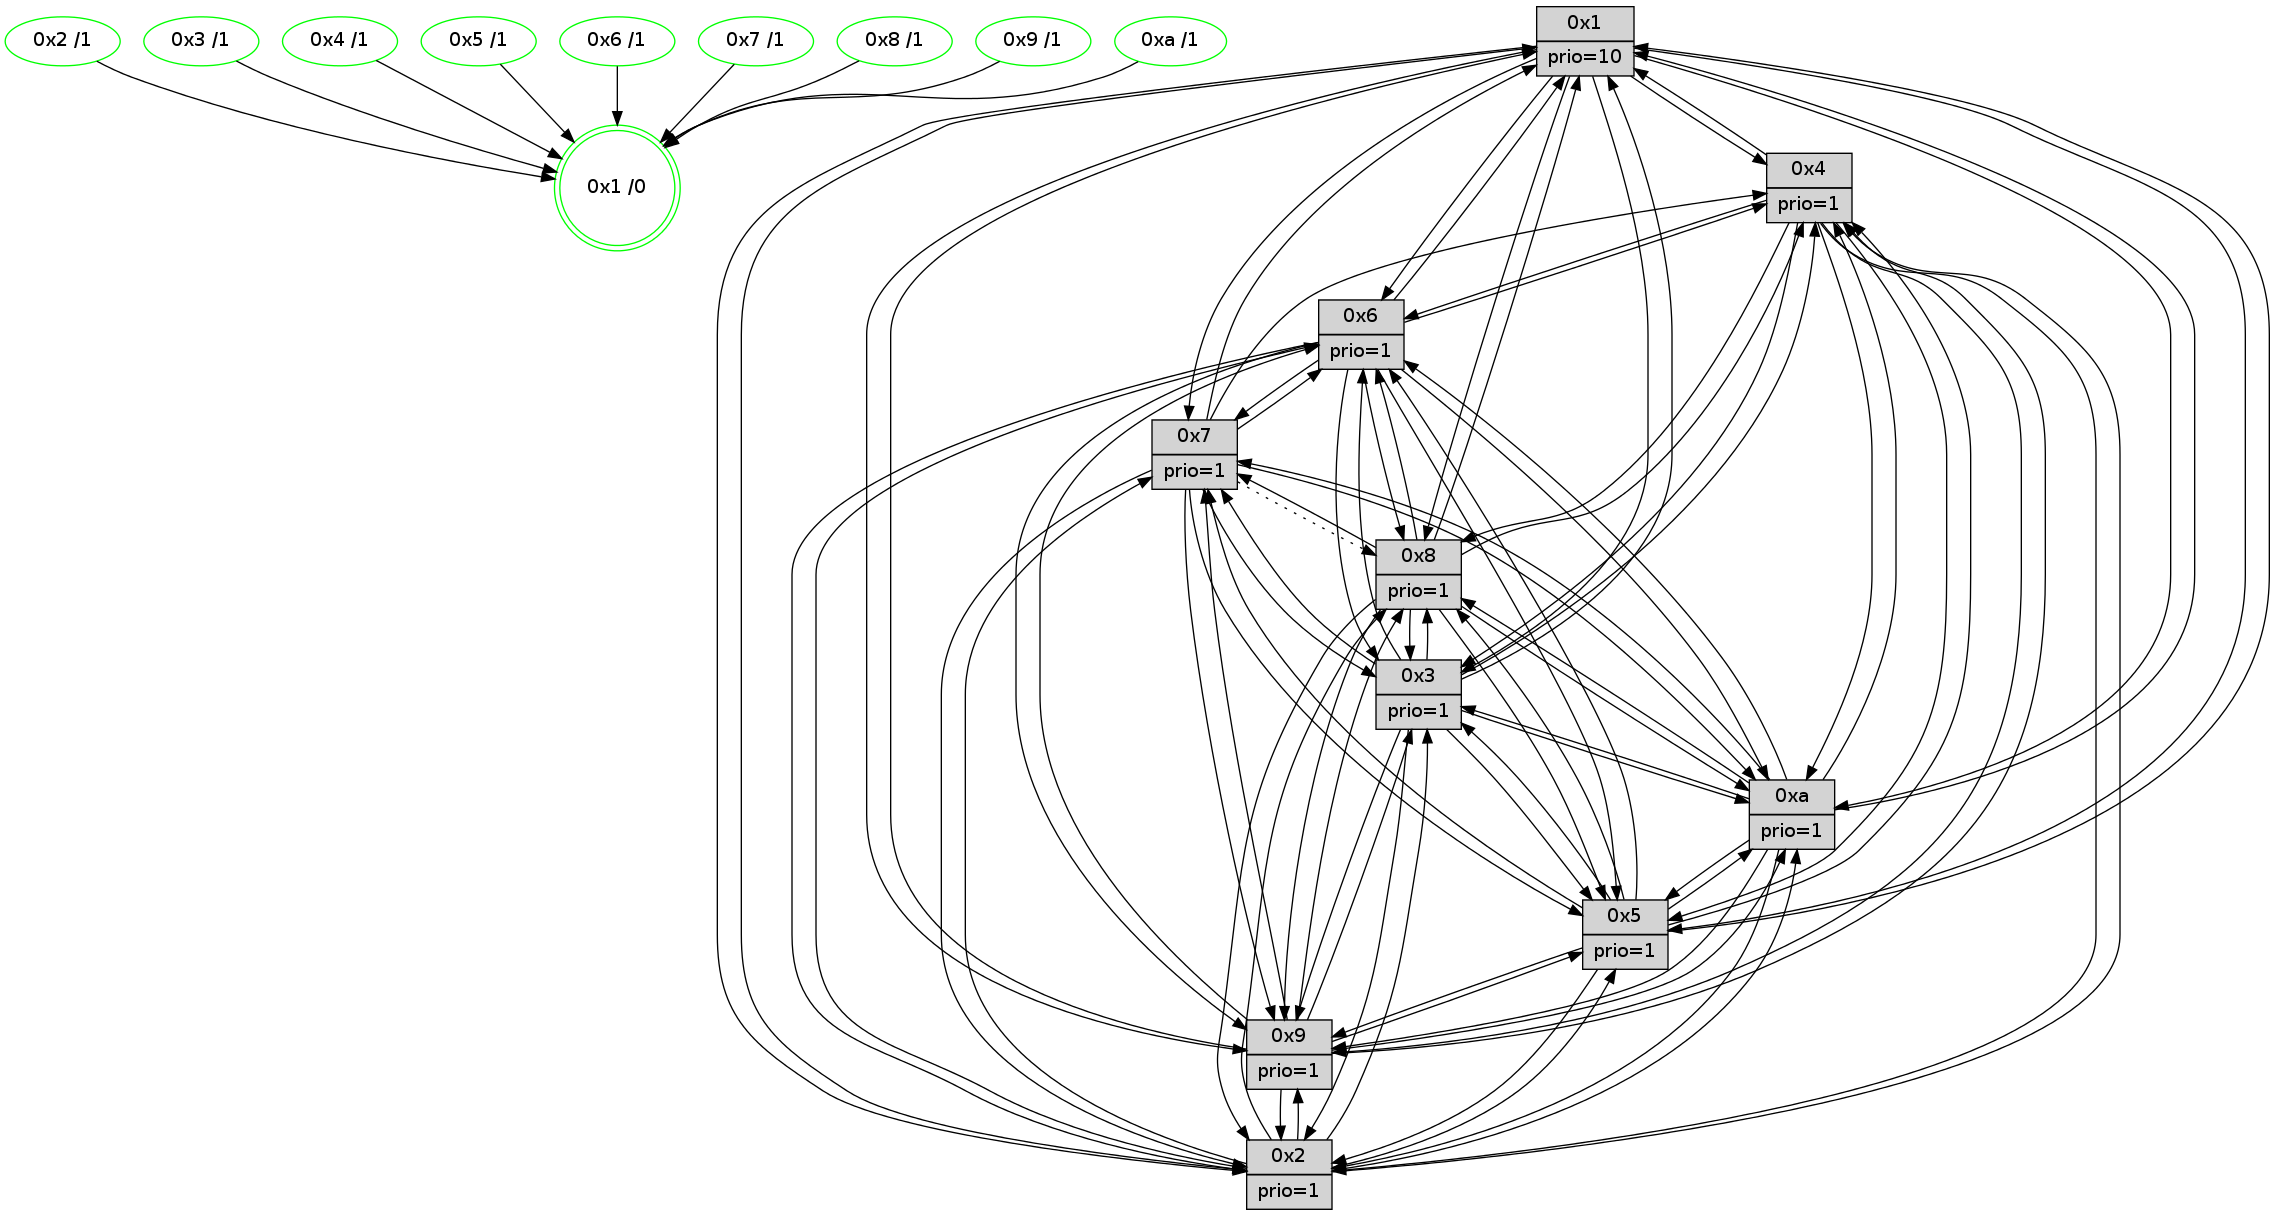 0x2 /1
0x3 /1
0x4 /1
0x5 /1
0x6 /1
0x7 /1
0x8 /1
0x9 /1
0xa /1
0x1 /0
0x1
prio=10
0x4
prio=1
0x6
prio=1
0x7
prio=1
0x8
prio=1
0x3
prio=1
0xa
prio=1
0x5
prio=1
0x9
prio=1
0x2
prio=1